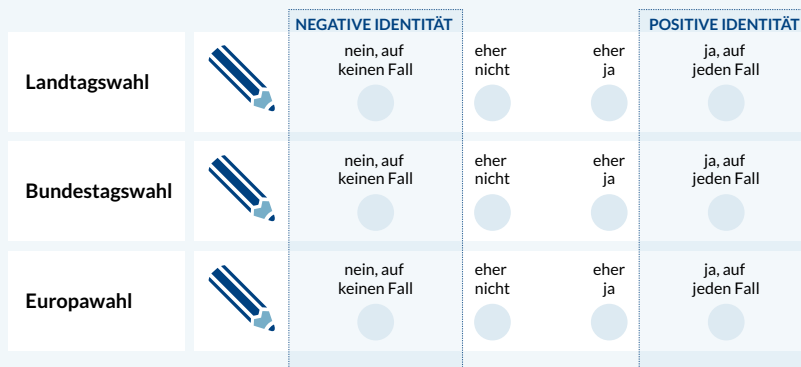 NEGATIVE IDENTITÄT
POSITIVE IDENTITÄT
Landtagswahl
nein, auf
keinen Fall
eher
nicht
eher
ja
ja, auf
jeden Fall
Bundestagswahl
nein, auf
keinen Fall
eher
nicht
eher
ja
ja, auf
jeden Fall
Europawahl
nein, auf
keinen Fall
eher
nicht
eher
ja
ja, auf
jeden Fall